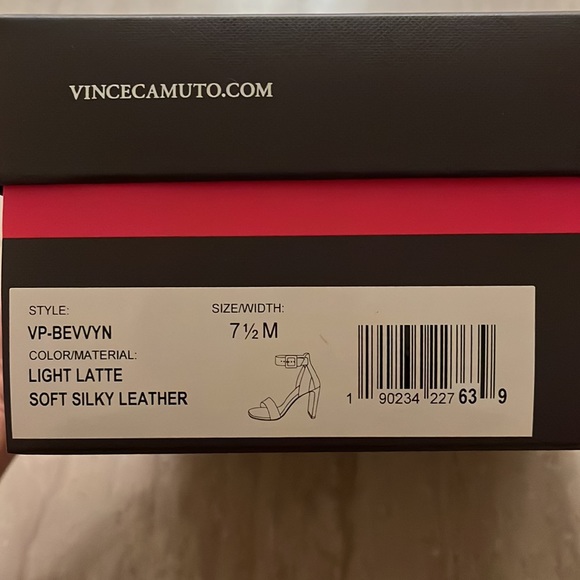 VINCECAMUTO.COM
STYLE:
VP-BEVVYN
COLOR/MATERIAL:
LIGHT LATTE
SOFT SILKY LEATHER
SIZE/WIDTH:
7½ M
1 90234 227 63 9